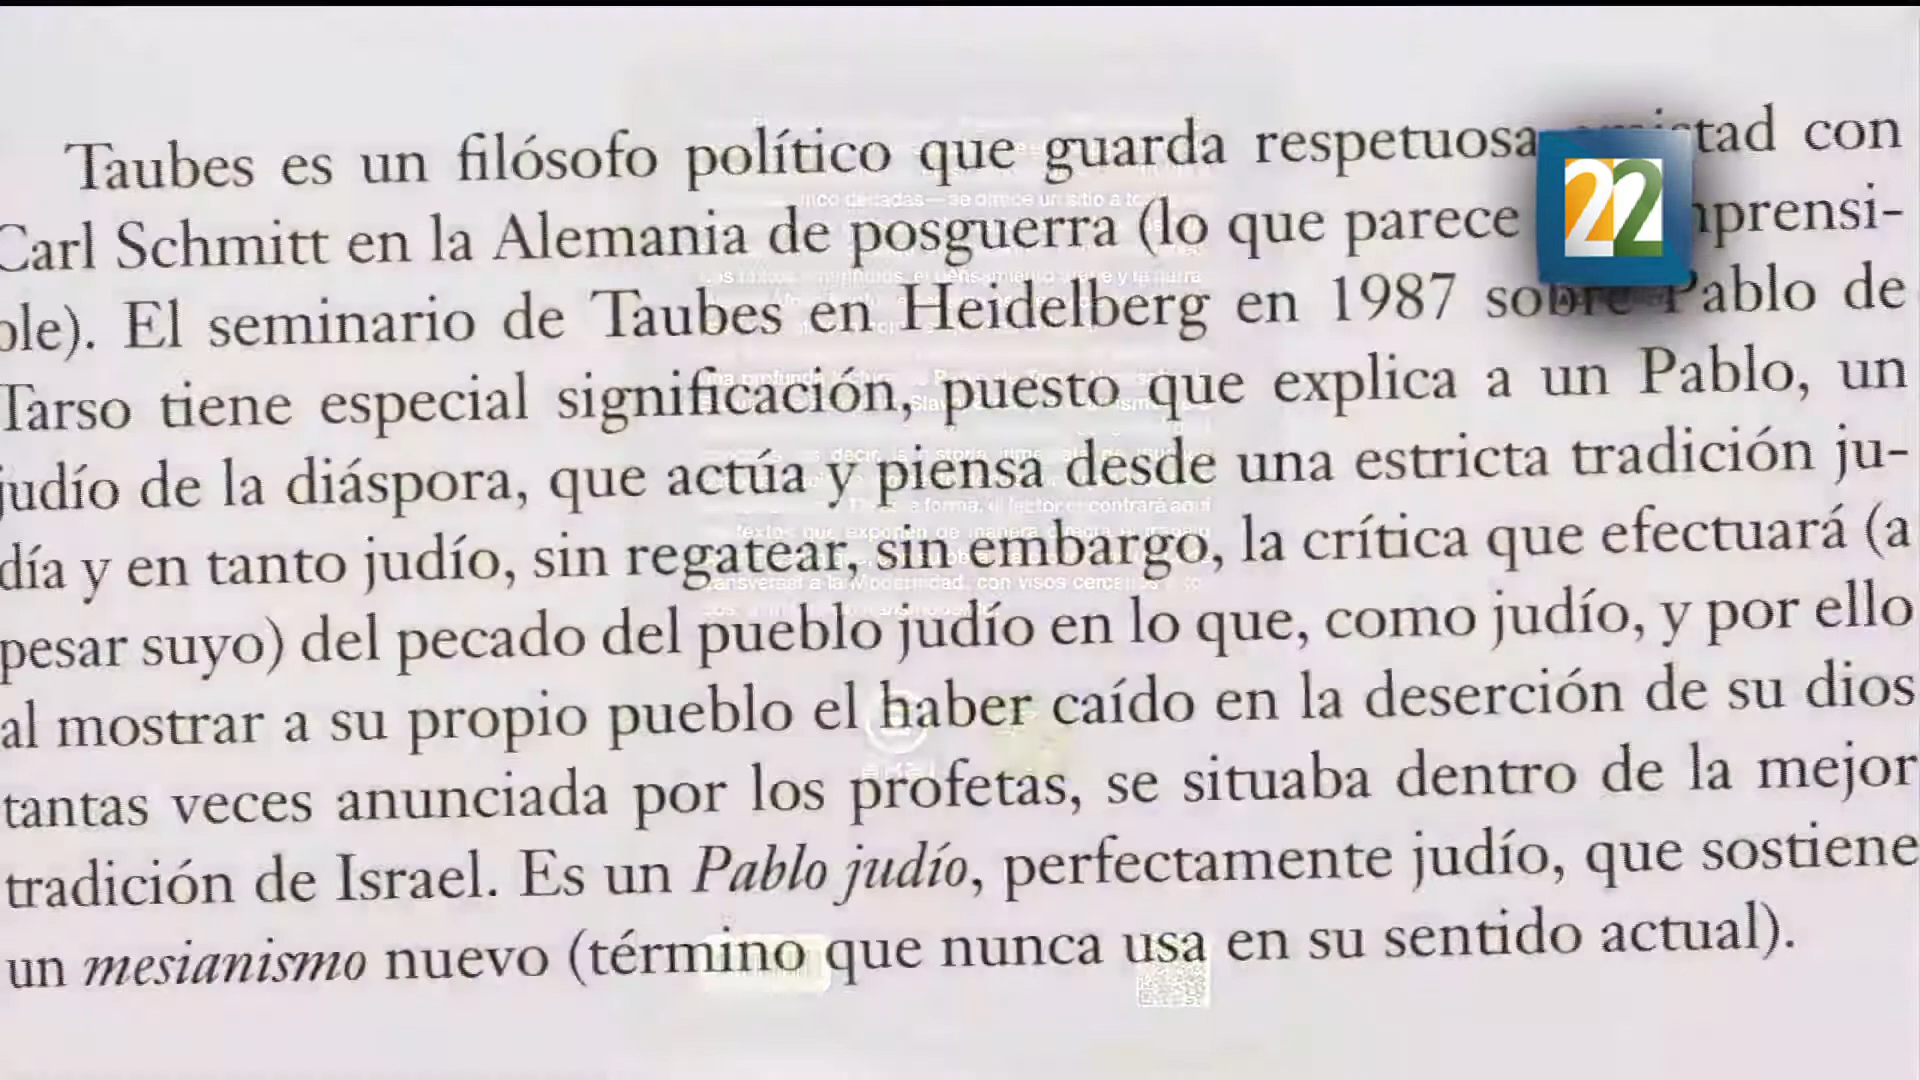 Taubes es un filósofo político que guarda respetuosa amistad con
22
Carl Schmitt en la Alemania de posguerra (lo que parece
ble). El seminario de Taubes en Heidelberg en 1987 sobre Pablo de
Tarso tiene especial significación, puesto que explica a un Pablo, un
judío de la diáspora, que actúa y piensa desde una estricta tradición ju-
día y en tanto judío, sin regatear, sin embargo, la crítica que efectuará (a
pesar suyo) del pecado del pueblo judío en lo que, como judío, y por ello
al mostrar a su propio pueblo el haber caído en la deserción de su dios
tantas veces anunciada por los profetas, se situaba dentro de la mejor
tradición de Israel. Es un Pablo judío, perfectamente judío, que sostiene
un mesianismo nuevo (término que nunca usa en su sentido actual).